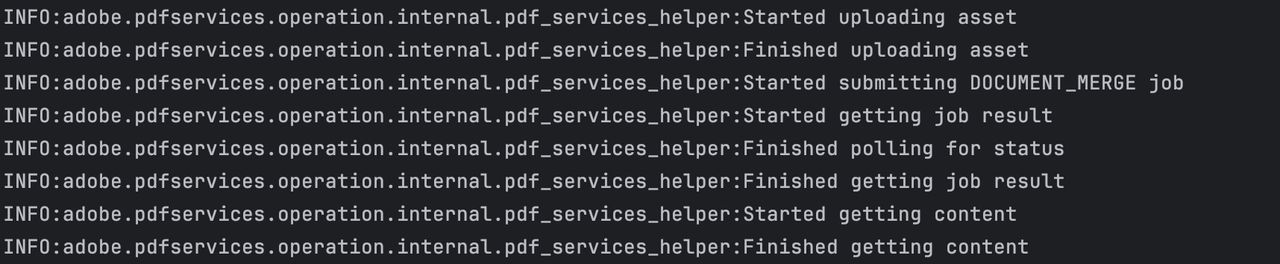 INFO:adobe.pdfservices.operation.internal.pdf_services_helper:Started uploading asset
INFO:adobe.pdfservices.operation.internal.pdf_services_helper:Finished uploading asset
INFO:adobe.pdfservices.operation.internal.pdf_services_helper:Started submitting DOCUMENT_MERGE job
INFO:adobe.pdfservices.operation.internal.pdf_services_helper:Started getting job result
INFO:adobe.pdfservices.operation.internal.pdf_services_helper:Finished polling for status
INFO:adobe.pdfservices.operation.internal.pdf_services_helper:Finished getting job result
INFO:adobe.pdfservices.operation.internal.pdf_services_helper:Started getting content
INFO:adobe.pdfservices.operation.internal.pdf_services_helper:Finished getting content